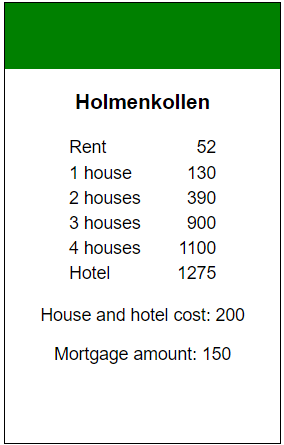 Holmenkollen
Rent 52
1 house 130
2 houses 390
3 houses 900
4 houses 1100
Hotel 1275
House and hotel cost: 200
Mortgage amount: 150